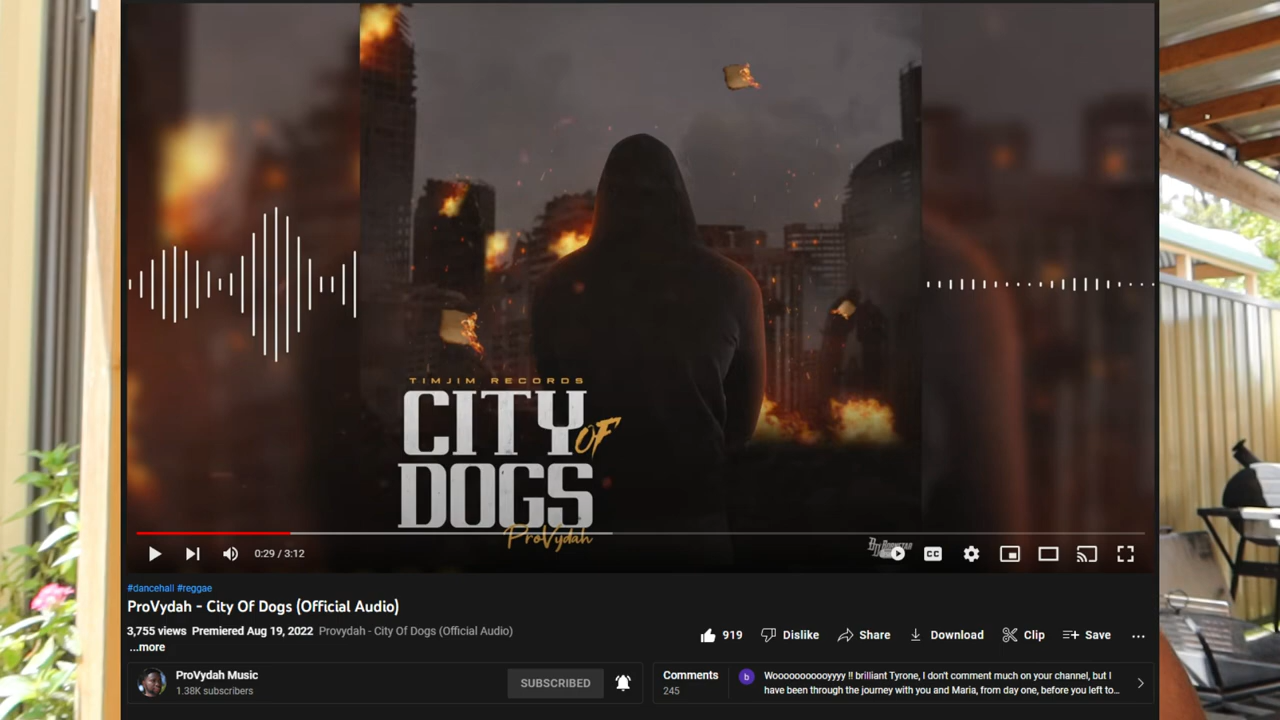 TIMJIM RECORDS
CITY
OF
DOGS
ProVydah
0:29 / 3:12
CC
#dancehall #reggae
ProVydah - City Of Dogs (Official Audio)
3,755 views Premiered Aug 19, 2022 Provydah - City Of Dogs (Official Audio)
...more
919 Dislike Share Download Clip Save ...
ProVydah Music
1.38K subscribers
SUBSCRIBED
Comments
245
b
Wooooooooooyyyy !! brilliant Tyrone, I don't comment much on your channel, but I
have been through the journey with you and Maria, from day one, before you left to...